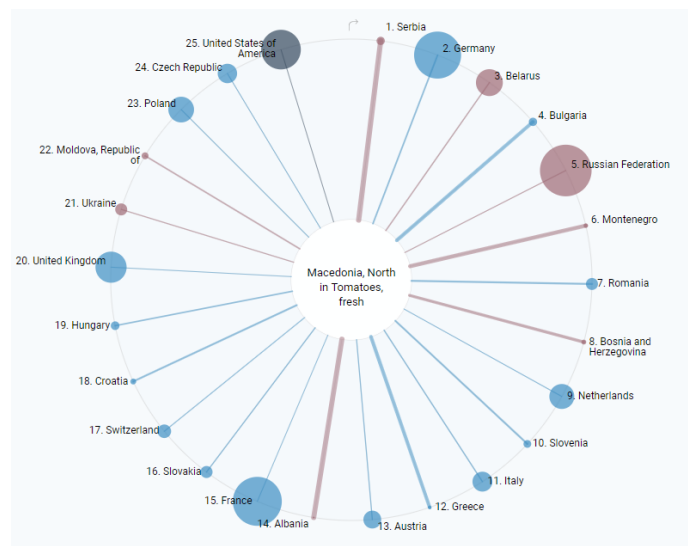 1. Serbia
2. Germany
3. Belarus
4. Bulgaria
5. Russian Federation
6. Montenegro
7. Romania
8. Bosnia and
Herzegovina
9. Netherlands
10. Slovenia
11. Italy
12. Greece
13. Austria
14. Albania
15. France
16. Slovakia
17. Switzerland
18. Croatia
19. Hungary
20. United Kingdom
21. Ukraine
22. Moldova, Republic
of
23. Poland
24. Czech Republic
25. United States of
America
Macedonia, North
in Tomatoes,
fresh